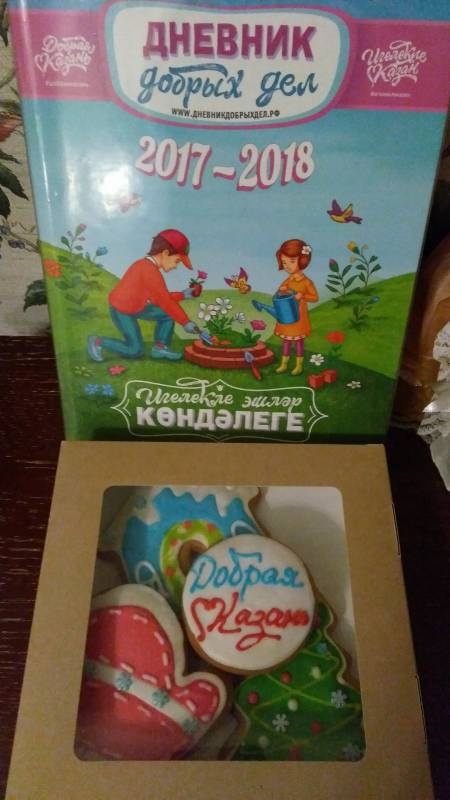 ДНЕВНИК
добрых дел
WWW.ДНЕВНИКДОБРЫХДЕЛ.РФ
Добрая
Казань
Игелекле
Казан
2017-2018
Игелекле эшләр
КӨНДӘЛЕГЕ
Добрая
Казань